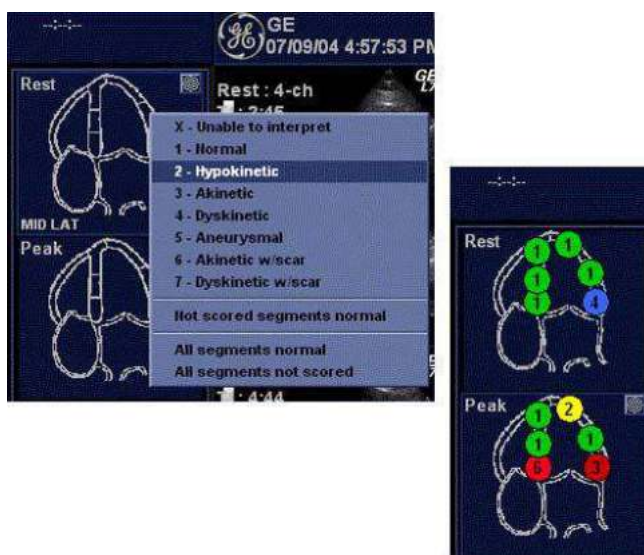 --:--:--
GE
GE
07/09/04 4:57:53 PM
Rest
Rest : 4-ch
GE
X - Unable to interpret
1 - Normal
2 - Hypokinetic
3 - Akinetic
4 - Dyskinetic
5 - Aneurysmal
6 - Akinetic w/scar
7 - Dyskinetic w/scar
Not scored segments normal
All segments normal
All segments not scored
MID LAT
Peak
: 4:44
--:--:--
Rest
1
1
1
1
1
4
Peak
1
2
1
1
6
3